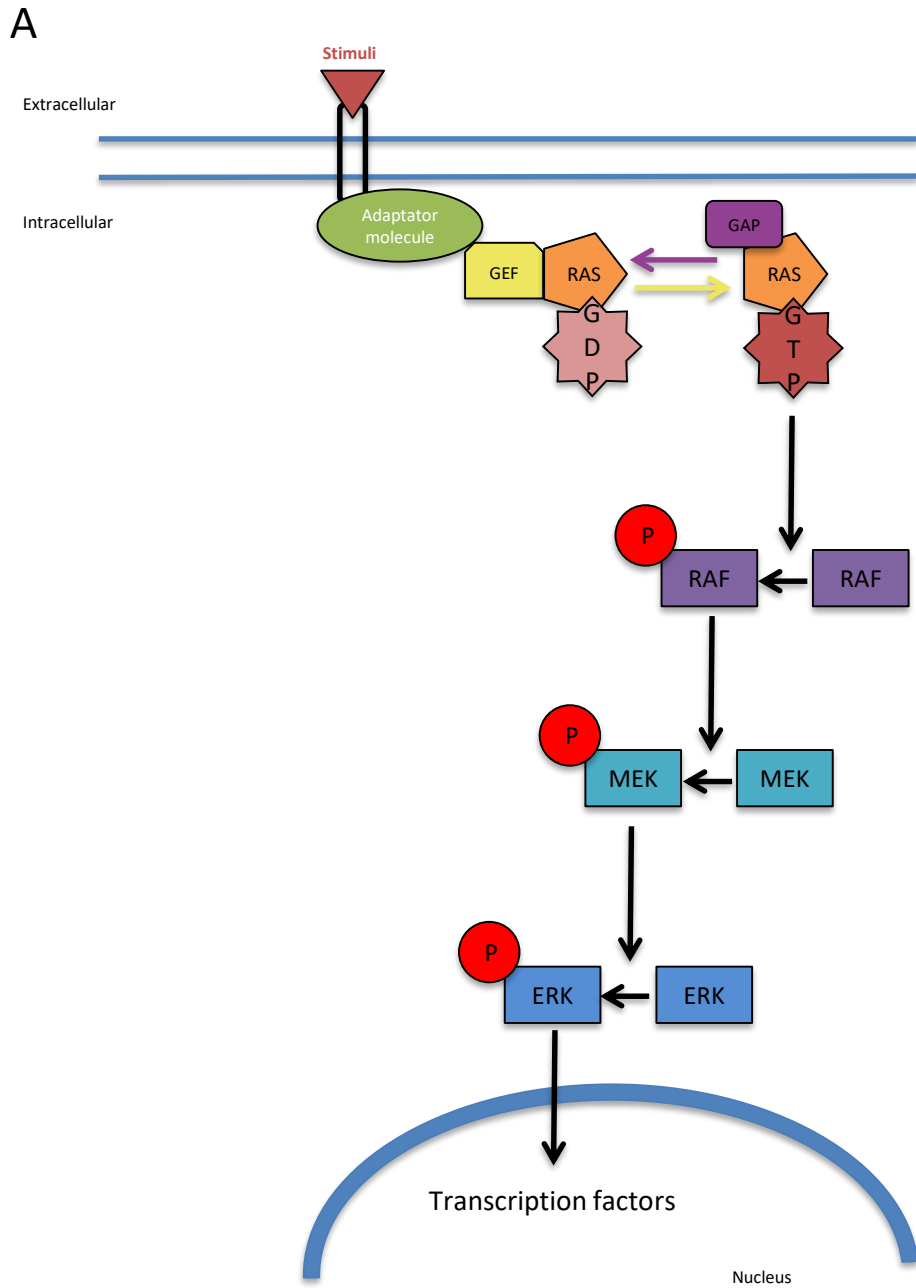 A
Stimuli
Extracellular
Intracellular
Adaptator
molecule
GAP
GEF
RAS
RAS
G
D
P
G
T
P
P
RAF
RAF
P
MEK
MEK
P
ERK
ERK
Transcription factors
Nucleus